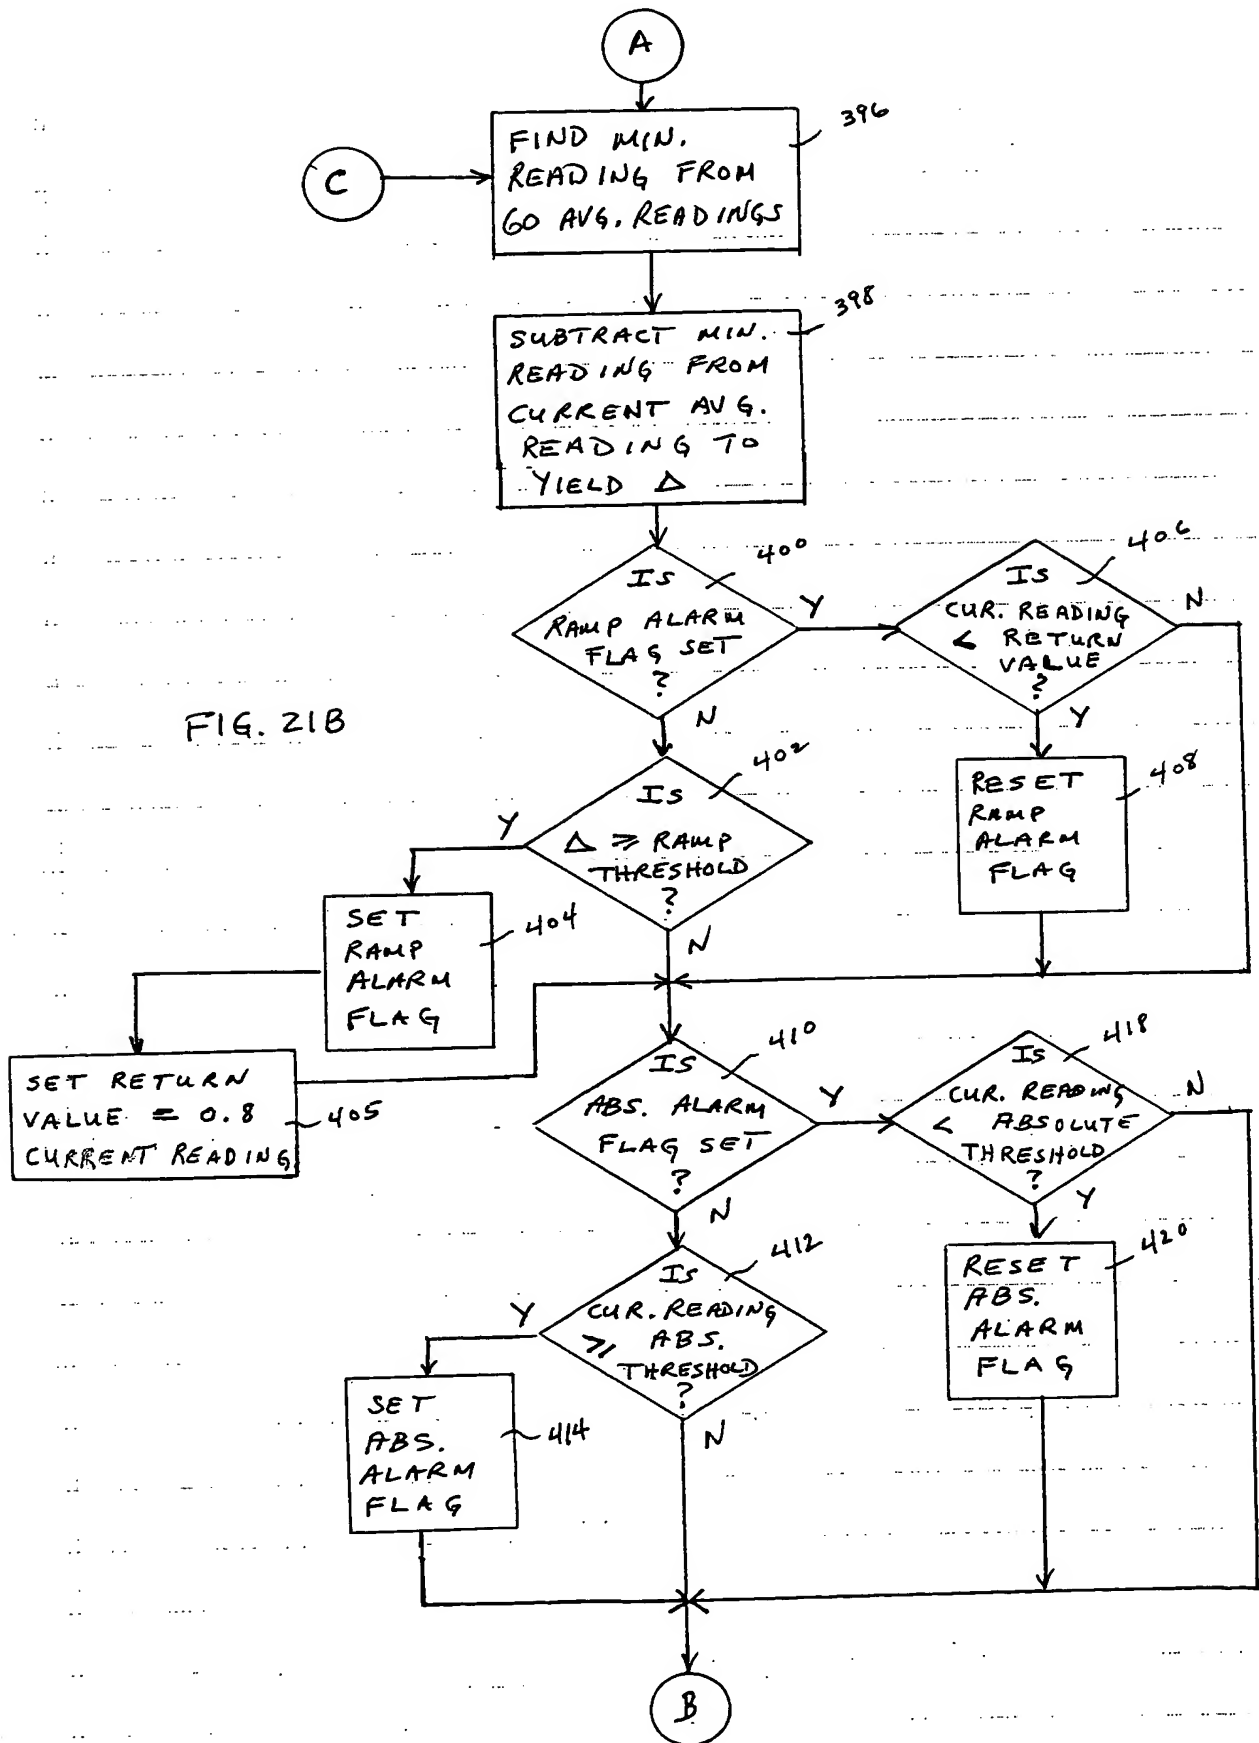 A
396
FIND MIN.
READING FROM
60 AVG. READINGS
C
398
SUBTRACT MIN.
READING FROM
CURRENT AVG.
READING TO
YIELD Δ
400
Is
RAMP ALARM
FLAG SET
?
Y
N
406
Is
CUR. READING
< RETURN
VALUE
?
N
Y
FIG. 21B
402
Is
Δ ≥ RAMP
THRESHOLD
?
Y
N
408
RESET
RAMP
ALARM
FLAG
SET
RAMP
ALARM
FLAG
404
SET RETURN
VALUE = 0.8
CURRENT READING
405
410
Is
ABS. ALARM
FLAG SET
?
Y
N
418
Is
CUR. READING
< ABSOLUTE
THRESHOLD
?
N
Y
412
Is
CUR. READING
≥ ABS.
THRESHOLD
?
Y
N
420
RESET
ABS.
ALARM
FLAG
SET
ABS.
ALARM
FLAG
414
B